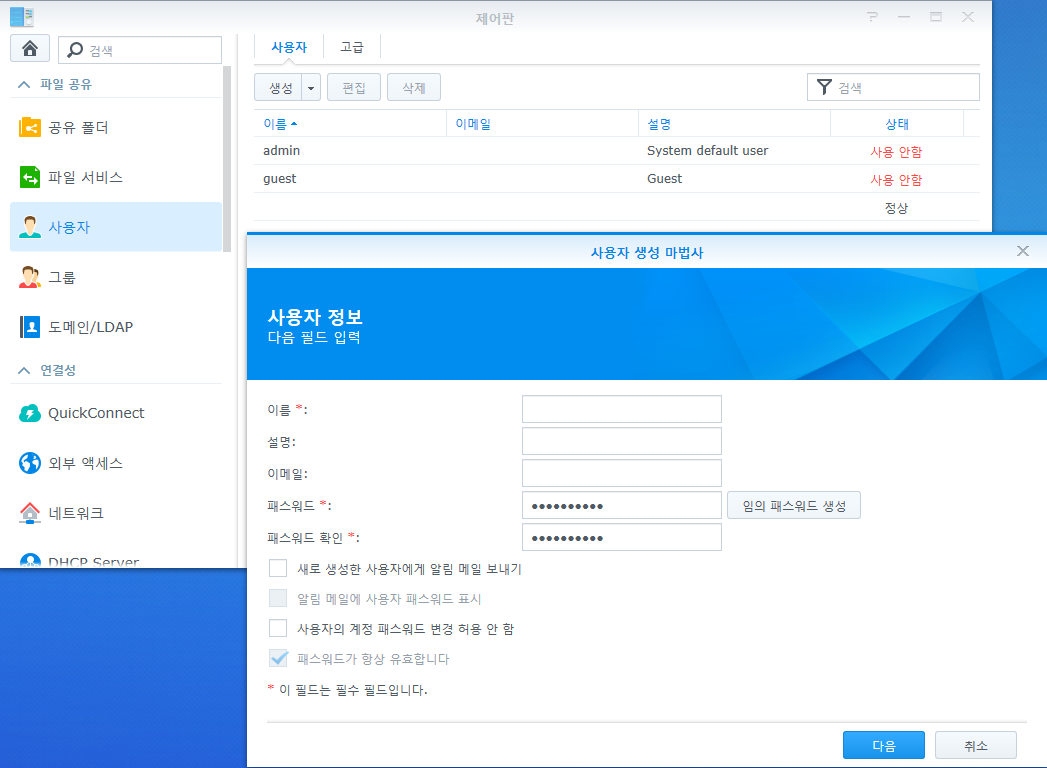 제어판
검색
파일 공유
공유 폴더
파일 서비스
사용자
그룹
도메인/LDAP
연결성
QuickConnect
외부 액세스
네트워크
DHCP Server
사용자 고급
생성 편집 삭제 검색
이름 이메일 설명 상태
admin System default user 사용 안함
guest Guest 사용 안함
정상
사용자 생성 마법사
사용자 정보
다음 필드 입력
이름 *:
설명:
이메일:
패스워드 *: ●●●●●●●●●● 임의 패스워드 생성
패스워드 확인 *: ●●●●●●●●●●
새로 생성한 사용자에게 알림 메일 보내기
알림 메일에 사용자 패스워드 표시
사용자의 계정 패스워드 변경 허용 안 함
패스워드가 항상 유효합니다
* 이 필드는 필수 필드입니다.
다음 취소